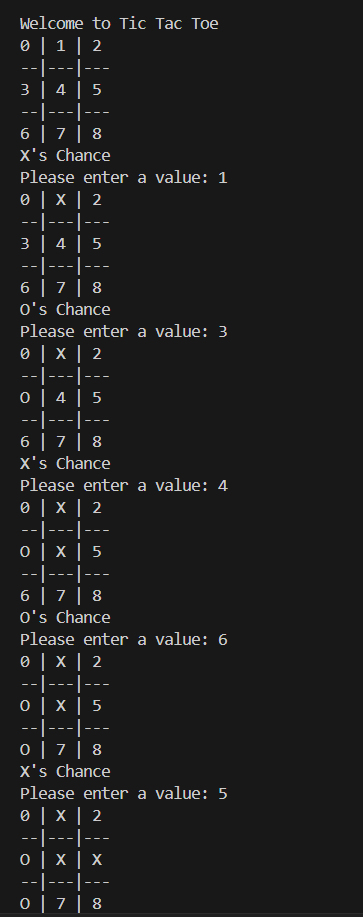 Welcome to Tic Tac Toe
0 | 1 | 2
--|---|---
3 | 4 | 5
--|---|---
6 | 7 | 8
X's Chance
Please enter a value: 1
0 | X | 2
--|---|---
3 | 4 | 5
--|---|---
6 | 7 | 8
O's Chance
Please enter a value: 3
0 | X | 2
--|---|---
O | 4 | 5
--|---|---
6 | 7 | 8
X's Chance
Please enter a value: 4
0 | X | 2
--|---|---
O | X | 5
--|---|---
6 | 7 | 8
O's Chance
Please enter a value: 6
0 | X | 2
--|---|---
O | X | 5
--|---|---
O | 7 | 8
X's Chance
Please enter a value: 5
0 | X | 2
--|---|---
O | X | X
--|---|---
O | 7 | 8